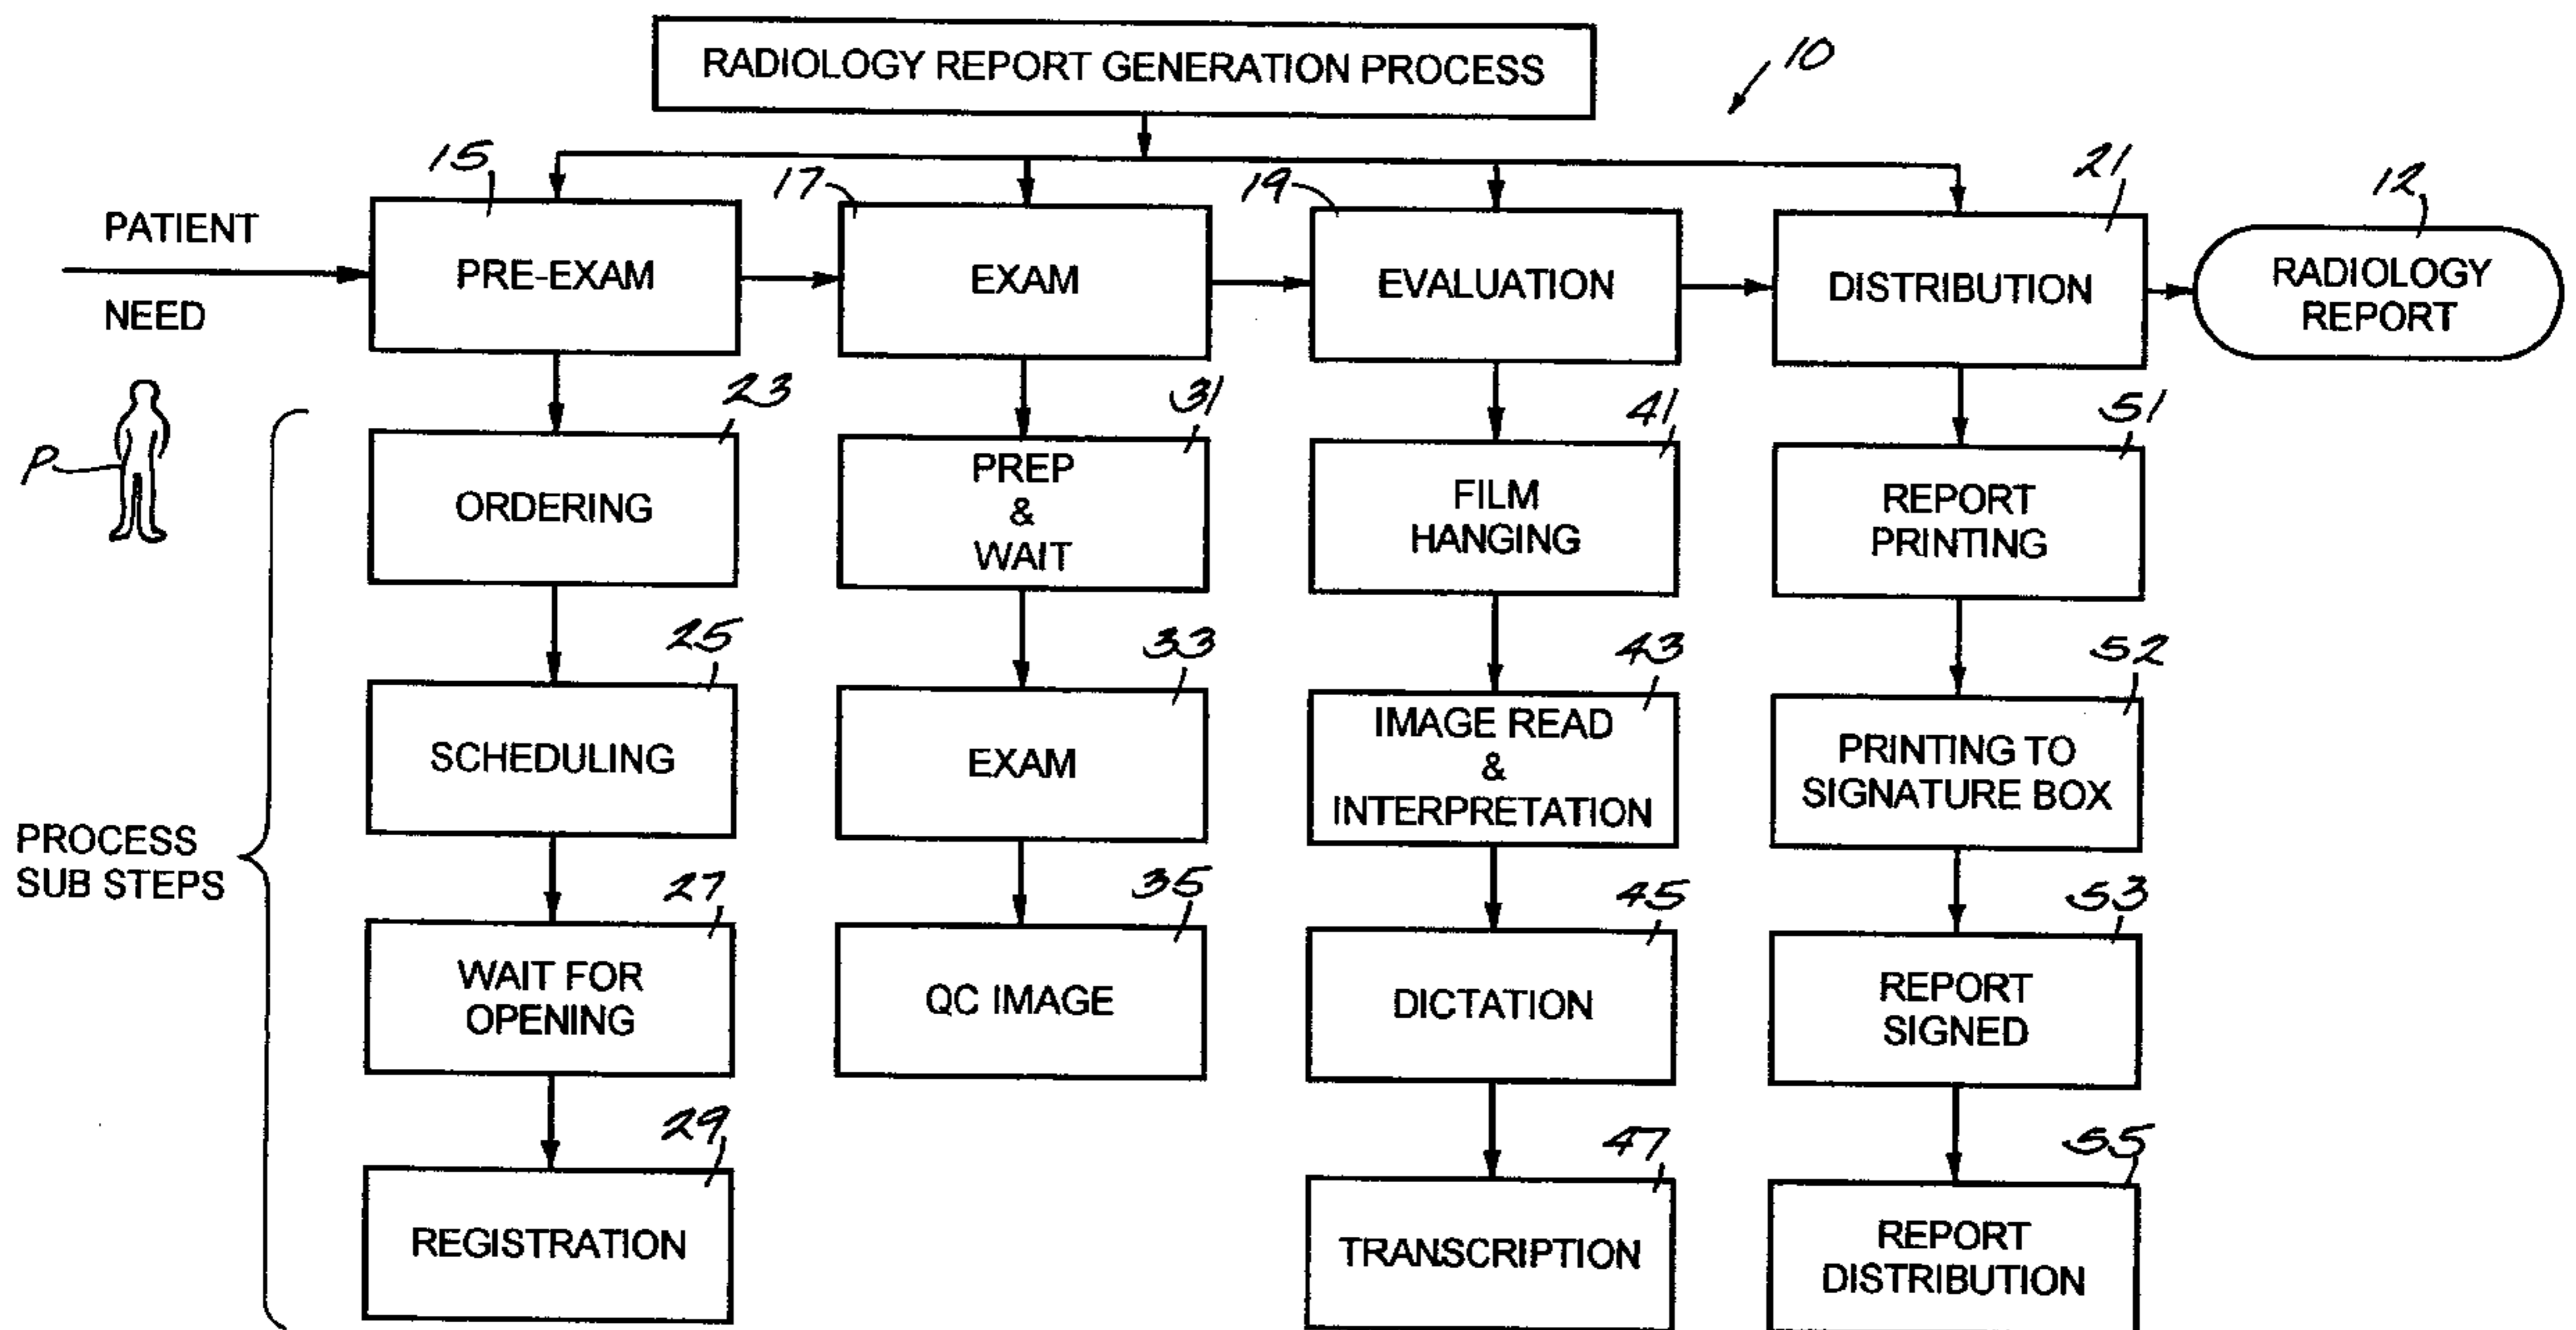 RADIOLOGY REPORT GENERATION PROCESS
10
15
17
19
21
12
PATIENT
NEED
PRE-EXAM
EXAM
EVALUATION
DISTRIBUTION
RADIOLOGY
REPORT
P
PROCESS
SUB STEPS
23
ORDERING
25
SCHEDULING
27
WAIT FOR
OPENING
29
REGISTRATION
31
PREP
&
WAIT
33
EXAM
35
QC IMAGE
41
FILM
HANGING
43
IMAGE READ
&
INTERPRETATION
45
DICTATION
47
TRANSCRIPTION
51
REPORT
PRINTING
52
PRINTING TO
SIGNATURE BOX
53
REPORT
SIGNED
55
REPORT
DISTRIBUTION